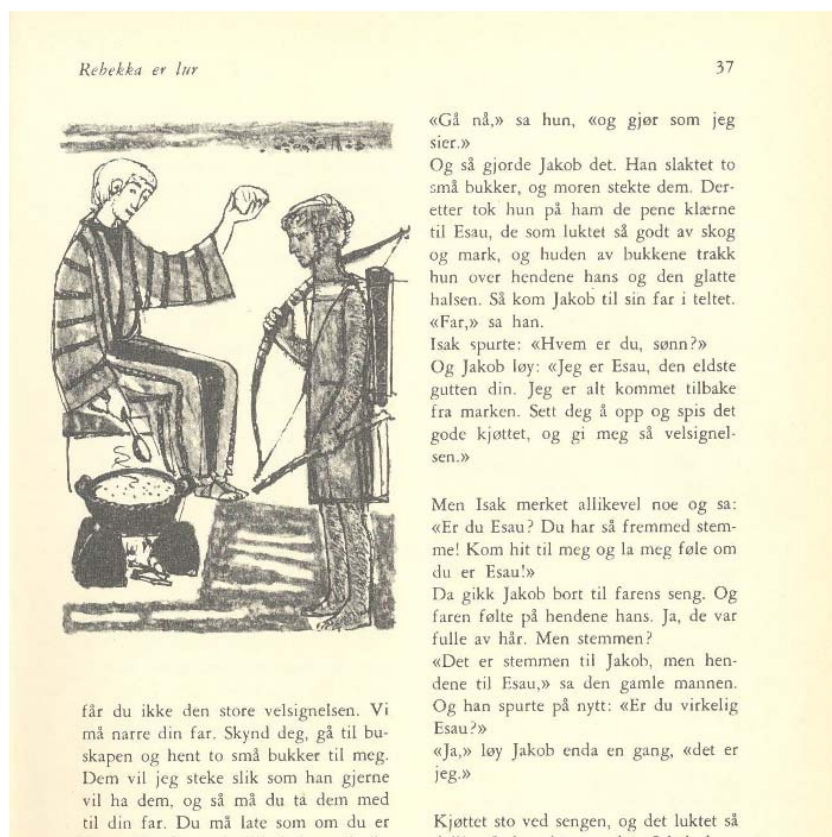 Rebekka er lur
37
får du ikke den store velsignelsen. Vi
må narre din far. Skynd deg, gå til bu-
skapen og hent to små bukker til meg.
Dem vil jeg steke slik som han gjerne
vil ha dem, og så må du ta dem med
til din far. Du må late som om du er
«Gå nå,» sa hun, «og gjør som jeg
sier.»
Og så gjorde Jakob det. Han slaktet to
små bukker, og moren stekte dem. Der-
etter tok hun på ham de pene klærne
til Esau, de som luktet så godt av skog
og mark, og huden av bukkene trakk
hun over hendene hans og den glatte
halsen. Så kom Jakob til sin far i teltet.
«Far,» sa han.
Isak spurte: «Hvem er du, sønn?»
Og Jakob løy: «Jeg er Esau, den eldste
gutten din. Jeg er alt kommet tilbake
fra marken. Sett deg å opp og spis det
gode kjøttet, og gi meg så velsignel-
sen.»
Men Isak merket allikevel noe og sa:
«Er du Esau? Du har så fremmed stem-
me! Kom hit til meg og la meg føle om
du er Esau!»
Da gikk Jakob bort til farens seng. Og
faren følte på hendene hans. Ja, de var
fulle av hår. Men stemmen?
«Det er stemmen til Jakob, men hen-
dene til Esau,» sa den gamle mannen.
Og han spurte på nytt: «Er du virkelig
Esau?»
«Ja,» løy Jakob enda en gang, «det er
jeg.»
Kjøttet sto ved sengen, og det luktet så